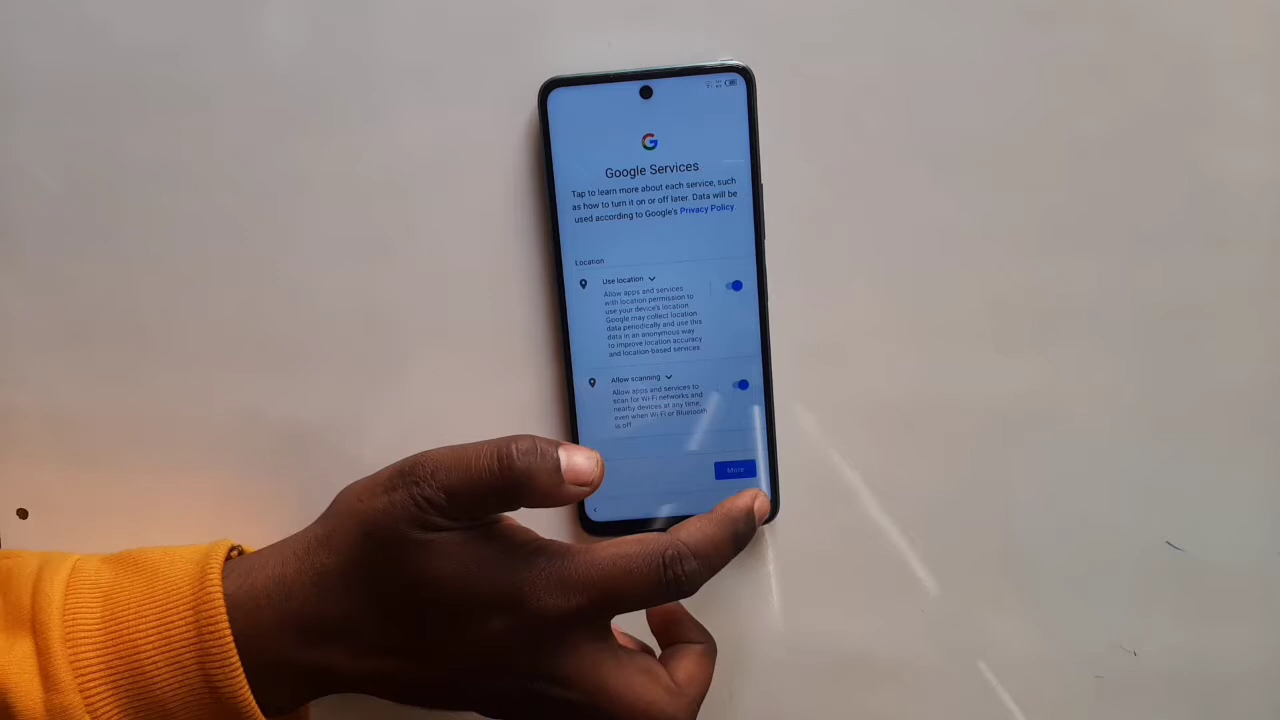 Google Services
Tap to learn more about each service, such
as how to turn it on or off later. Data will be
used according to Google's Privacy Policy.
Location
Use location
Allow apps and services
with location permission to
use your device's location.
Google may collect location
data periodically and use this
data in an anonymous way
to improve location accuracy
and location-based services.
Allow scanning
Allow apps and services to
scan for Wi-Fi networks and
nearby devices at any time,
even when Wi-Fi or Bluetooth
is off.
More